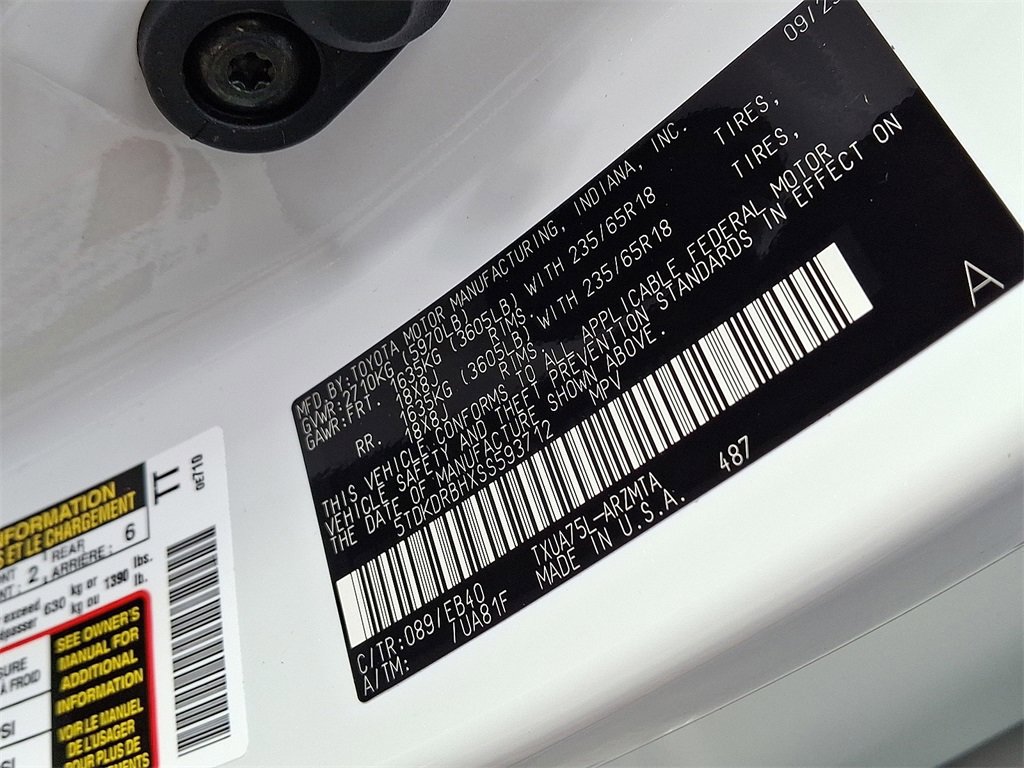 09/25
MFD.BY:TOYOTA MOTOR MANUFACTURING, INDIANA, INC.
GVWR:2710KG (5970LB)
GAWR:FRT. 1635KG (3605LB) WITH 235/65R18 TIRES,
18X8J RIMS,
RR. 1635KG (3605LB) WITH 235/65R18 TIRES,
18X8J RIMS
THIS VEHICLE CONFORMS TO ALL APPLICABLE FEDERAL MOTOR
VEHICLE SAFETY AND THEFT PREVENTION STANDARDS IN EFFECT ON
THE DATE OF MANUFACTURE SHOWN ABOVE.
5TDKDRBHXSS593712 MPV
C/TR:089/EB40 TXUA75L-ARZMTA 487
A/TM: /UA81F MADE IN U.S.A.
A
TT
0E710
ET LE CHARGEMENT
2 REAR
ARRIÈRE: 6
exceed 630 kg or 1390 lbs.
kg ou lb.
À FROID
SEE OWNER'S
MANUAL FOR
ADDITIONAL
INFORMATION
VOIR LE MANUEL
DE L'USAGER
POUR PLUS DE